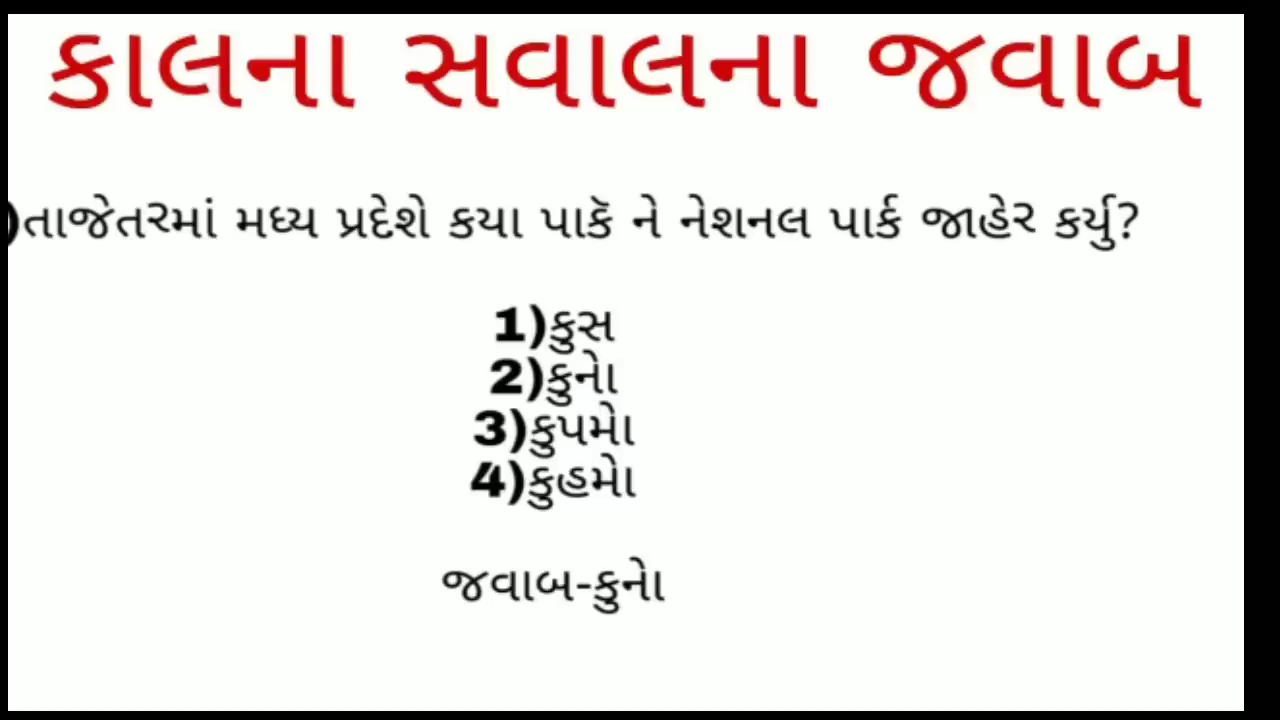 કાલના સવાલના જવાબ
)તાજેતરમાં મધ્ય પ્રદેશે કયા પાકૅ ને નેશનલ પાર્ક જાહેર કર્યુ?
1)કુસ
2)કુનાે
3)કુપમાે
4)કુહમાે
જવાબ-કુનાે